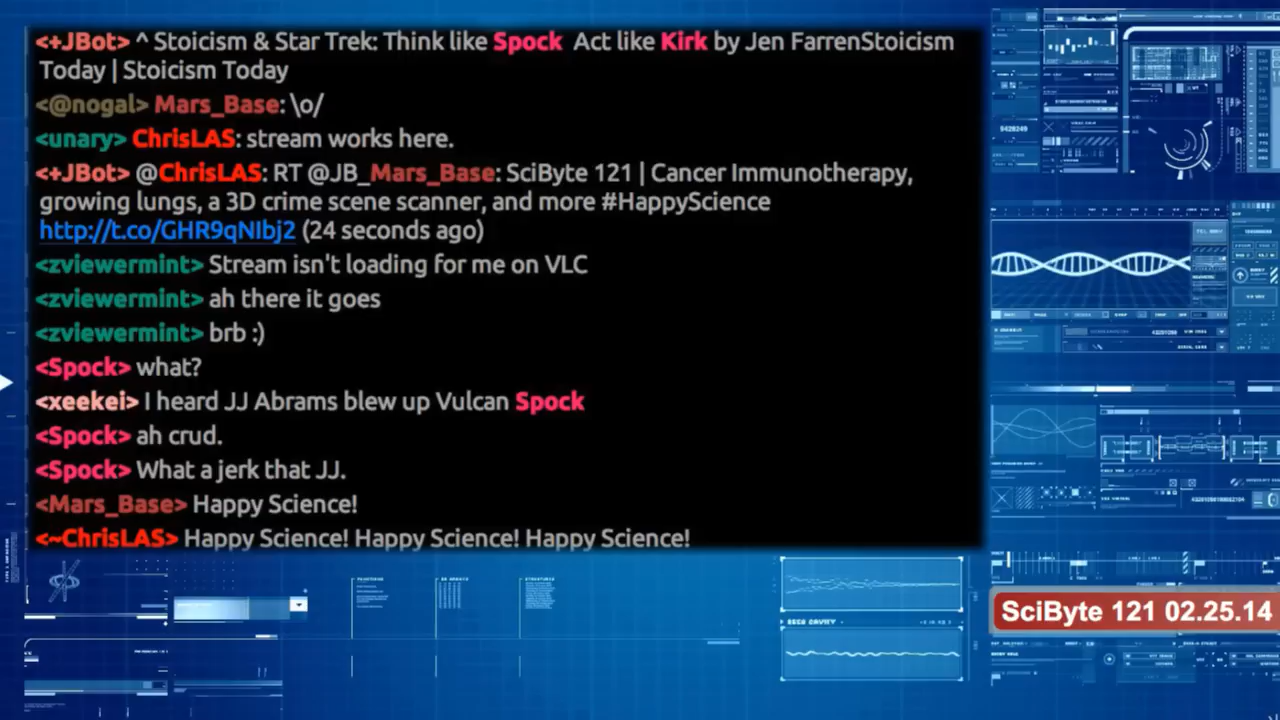 <+JBot> ^ Stoicism & Star Trek: Think like Spock  Act like Kirk by Jen FarrenStoicism
Today | Stoicism Today
<@nogal> Mars_Base: \o/
<unary> ChrisLAS: stream works here.
<+JBot> @ChrisLAS: RT @JB_Mars_Base: SciByte 121 | Cancer Immunotherapy,
growing lungs, a 3D crime scene scanner, and more #HappyScience
http://t.co/GHR9qNIbj2 (24 seconds ago)
<zviewermint> Stream isn't loading for me on VLC
<zviewermint> ah there it goes
<zviewermint> brb :)
<Spock> what?
<xeekei> I heard JJ Abrams blew up Vulcan Spock
<Spock> ah crud.
<Spock> What a jerk that JJ.
<Mars_Base> Happy Science!
<~ChrisLAS> Happy Science! Happy Science! Happy Science!
9428249
SciByte 121 02.25.14